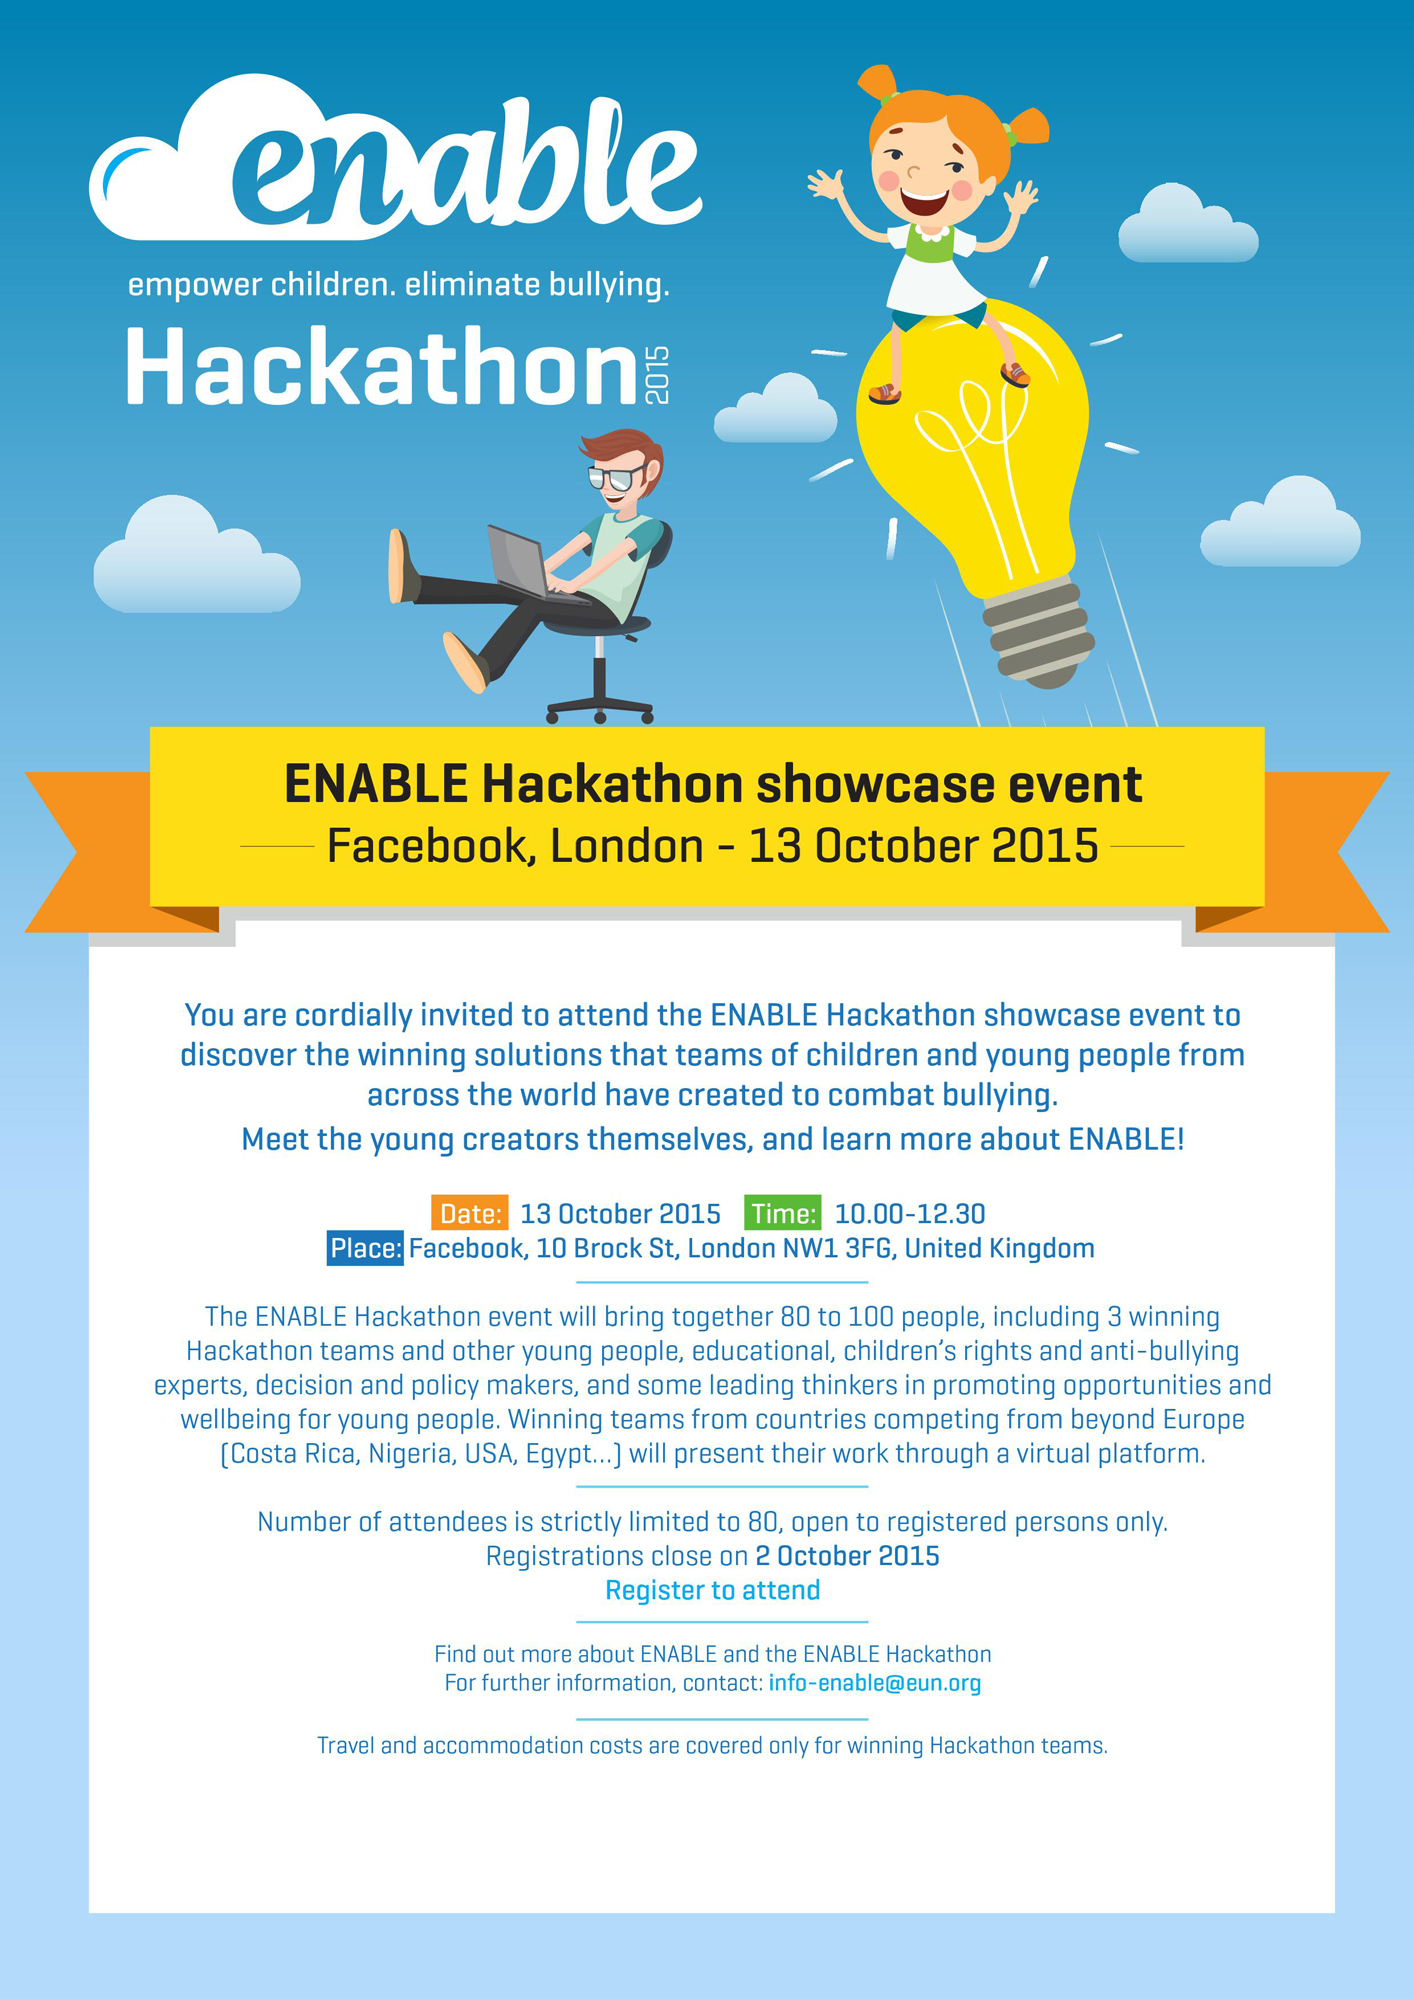 enable
empower children. eliminate bullying.
Hackathon 2015
ENABLE Hackathon showcase event
Facebook, London - 13 October 2015
You are cordially invited to attend the ENABLE Hackathon showcase event to
discover the winning solutions that teams of children and young people from
across the world have created to combat bullying.
Meet the young creators themselves, and learn more about ENABLE!
Date: 13 October 2015 Time: 10.00-12.30
Place: Facebook, 10 Brock St, London NW1 3FG, United Kingdom
The ENABLE Hackathon event will bring together 80 to 100 people, including 3 winning
Hackathon teams and other young people, educational, children's rights and anti-bullying
experts, decision and policy makers, and some leading thinkers in promoting opportunities and
wellbeing for young people. Winning teams from countries competing from beyond Europe
(Costa Rica, Nigeria, USA, Egypt...) will present their work through a virtual platform.
Number of attendees is strictly limited to 80, open to registered persons only.
Registrations close on 2 October 2015
Register to attend
Find out more about ENABLE and the ENABLE Hackathon
For further information, contact: info-enable@eun.org
Travel and accommodation costs are covered only for winning Hackathon teams.